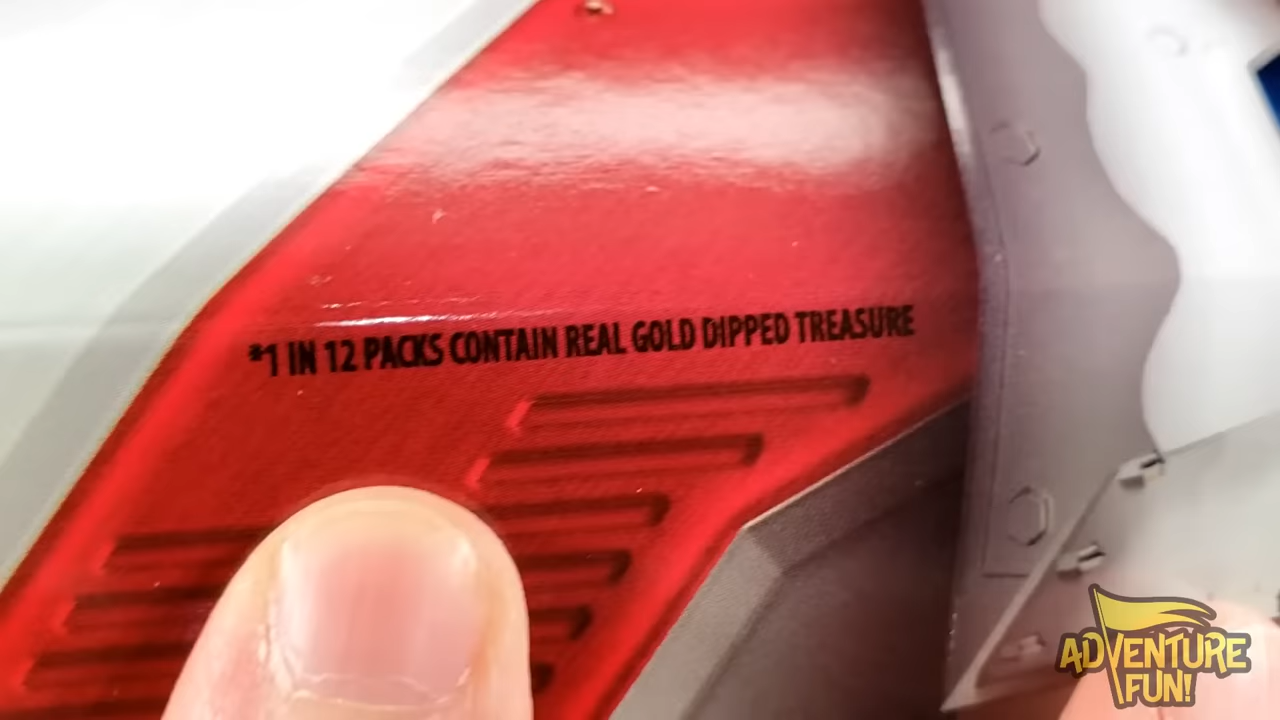 *1 IN 12 PACKS CONTAIN REAL GOLD DIPPED TREASURE
ADVENTURE
FUN!